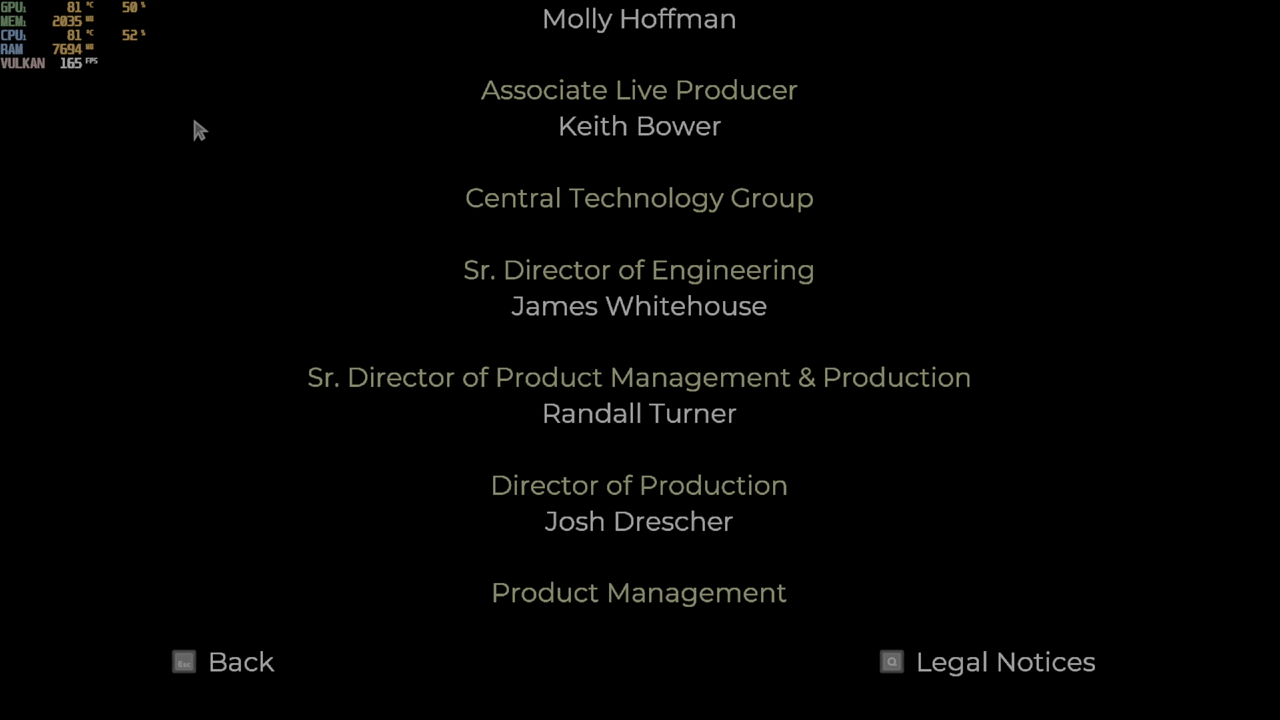 GPU 81 °C 50 %
MEM 2035 MB
CPU 81 °C 52 %
RAM 7694 MB
VULKAN 165 FPS
Molly Hoffman
Associate Live Producer
Keith Bower
Central Technology Group
Sr. Director of Engineering
James Whitehouse
Sr. Director of Product Management & Production
Randall Turner
Director of Production
Josh Drescher
Product Management
Esc Back
Q Legal Notices